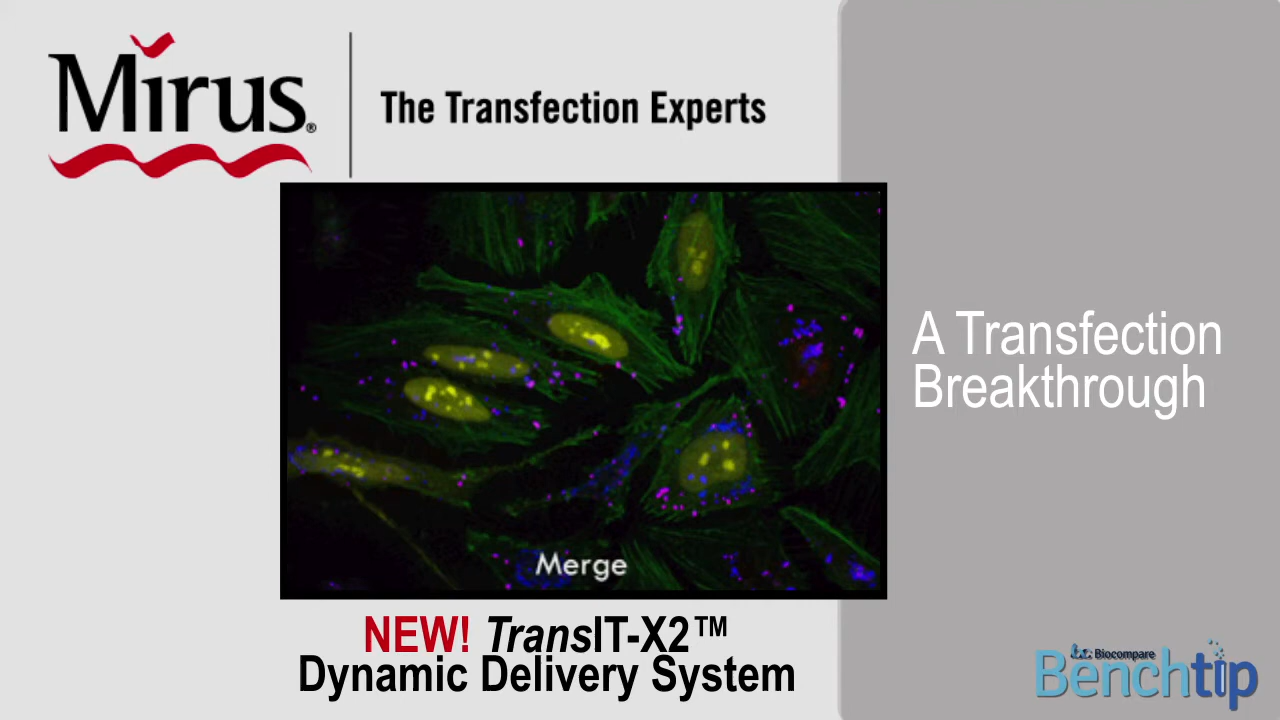 Mirus®
The Transfection Experts
Merge
A Transfection
Breakthrough
NEW! TransIT-X2™
Dynamic Delivery System
Biocompare
Benchtip